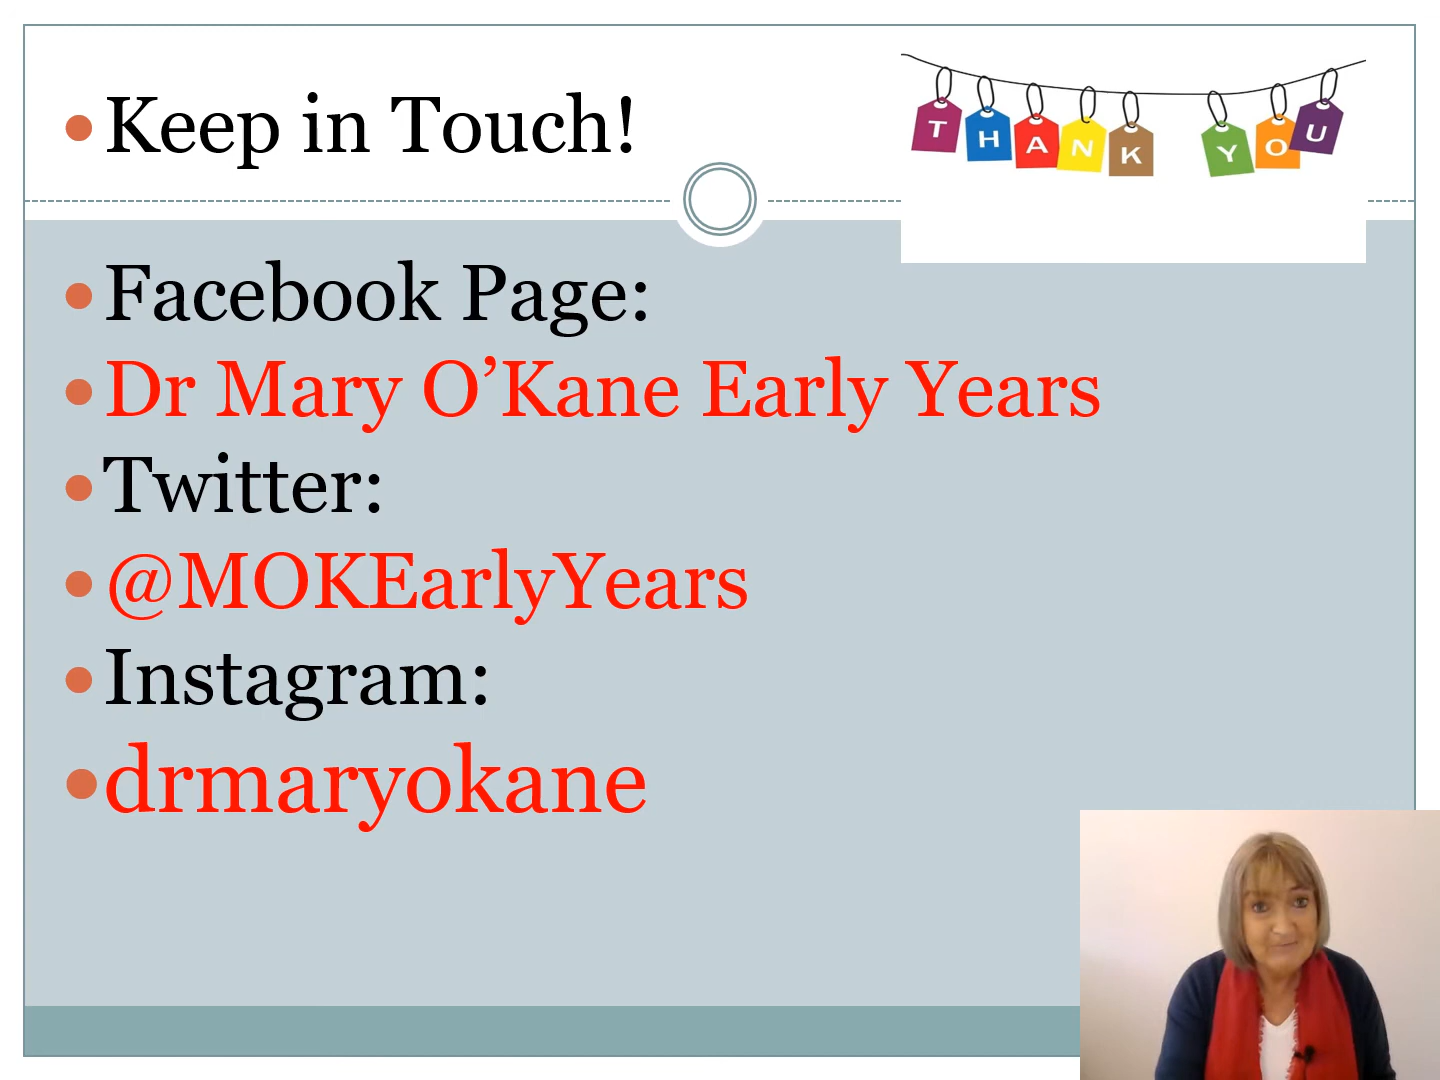 Keep in Touch!
THANK YOU
Facebook Page:
Dr Mary O’Kane Early Years
Twitter:
@MOKEarlyYears
Instagram:
drmaryokane